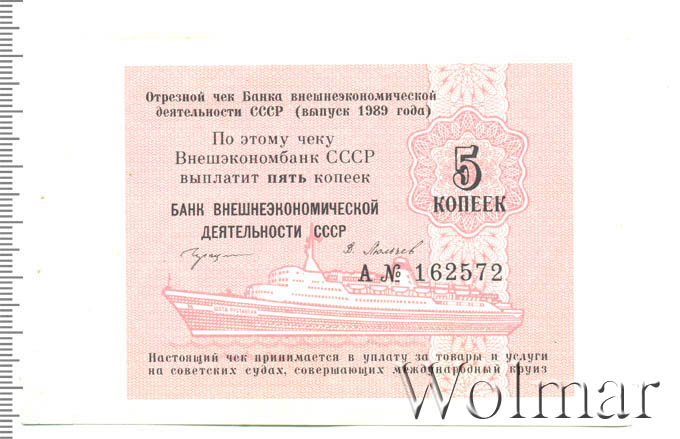 Отрезной чек Банка внешнеэкономической
деятельности СССР (выпуск 1989 года)
По этому чеку
Внешэкономбанк СССР
выплатит пять копеек
5
КОПЕЕК
БАНК ВНЕШНЕЭКОНОМИЧЕСКОЙ
ДЕЯТЕЛЬНОСТИ СССР
А № 162572
Настоящий чек принимается в уплату за товары и услуги
на советских судах, совершающих международный круиз
Wolmar